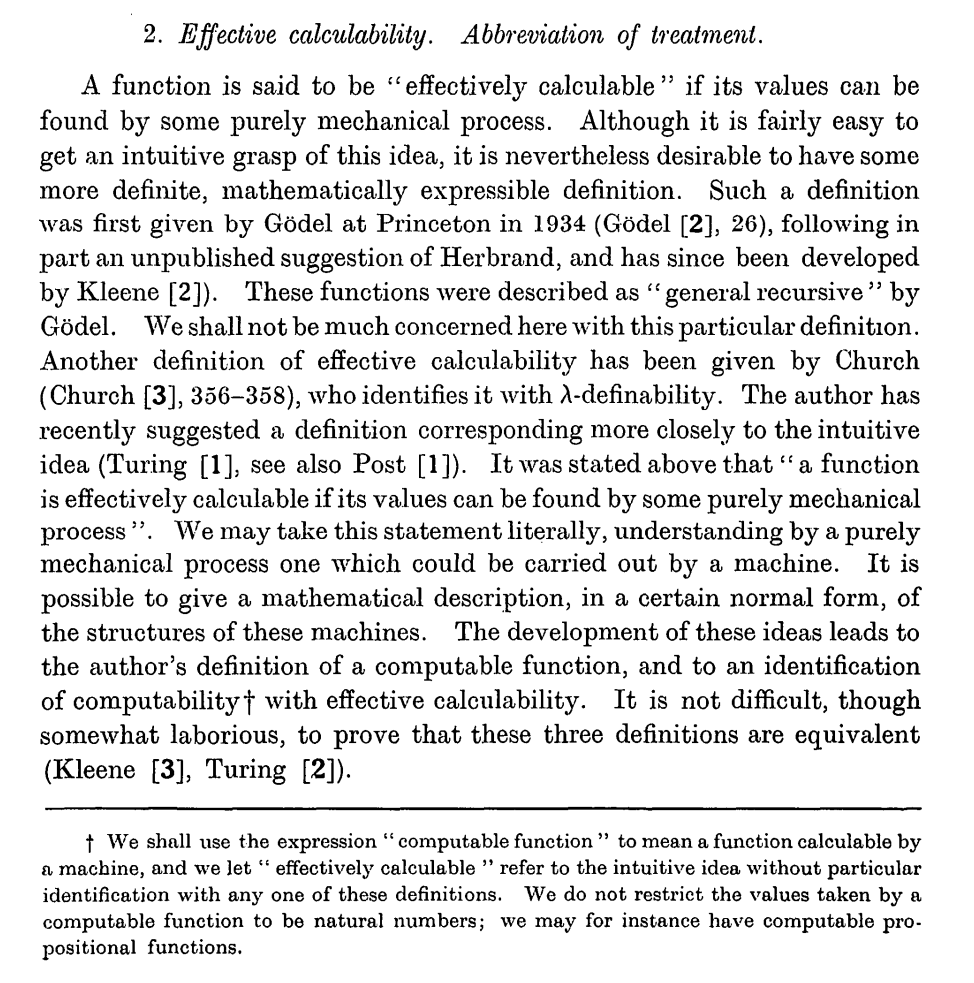 2. Effective calculability. Abbreviation of treatment.
A function is said to be “effectively calculable” if its values can be
found by some purely mechanical process. Although it is fairly easy to
get an intuitive grasp of this idea, it is nevertheless desirable to have some
more definite, mathematically expressible definition. Such a definition
was first given by Gödel at Princeton in 1934 (Gödel [2], 26), following in
part an unpublished suggestion of Herbrand, and has since been developed
by Kleene [2]). These functions were described as “general recursive” by
Gödel. We shall not be much concerned here with this particular definition.
Another definition of effective calculability has been given by Church
(Church [3], 356–358), who identifies it with λ-definability. The author has
recently suggested a definition corresponding more closely to the intuitive
idea (Turing [1], see also Post [1]). It was stated above that “a function
is effectively calculable if its values can be found by some purely mechanical
process”. We may take this statement literally, understanding by a purely
mechanical process one which could be carried out by a machine. It is
possible to give a mathematical description, in a certain normal form, of
the structures of these machines. The development of these ideas leads to
the author’s definition of a computable function, and to an identification
of computability† with effective calculability. It is not difficult, though
somewhat laborious, to prove that these three definitions are equivalent
(Kleene [3], Turing [2]).
† We shall use the expression “computable function” to mean a function calculable by
a machine, and we let “effectively calculable” refer to the intuitive idea without particular
identification with any one of these definitions. We do not restrict the values taken by a
computable function to be natural numbers; we may for instance have computable pro-
positional functions.